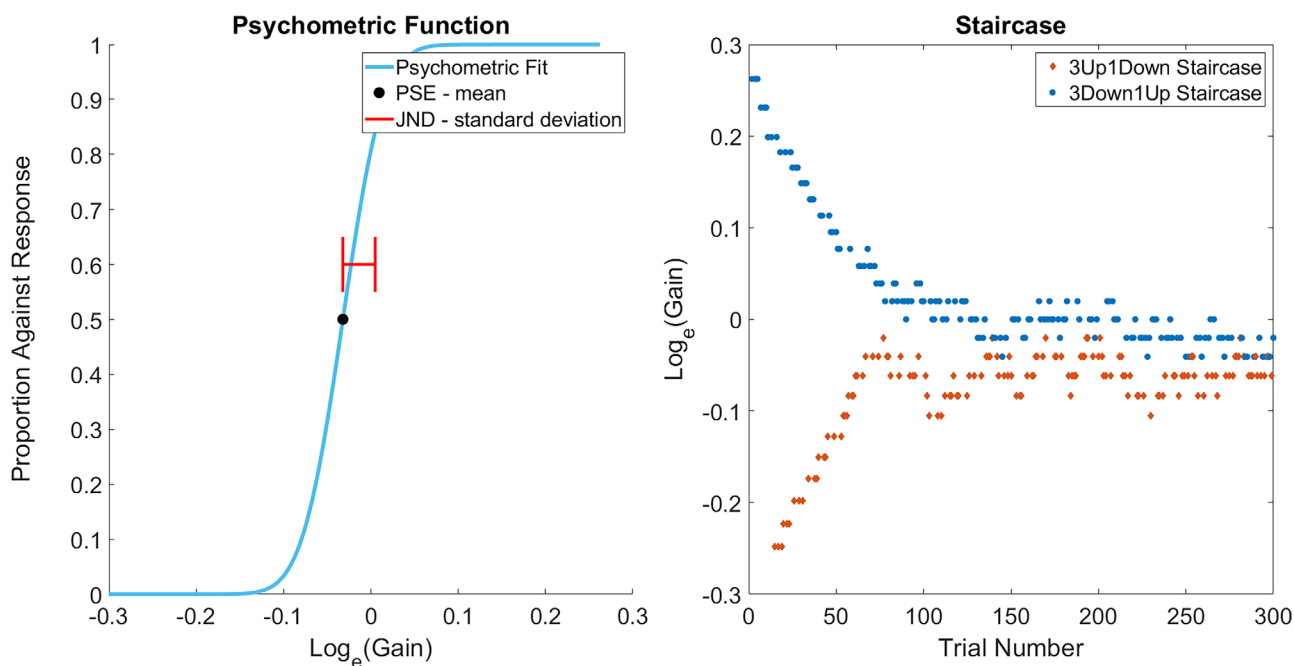 Psychometric Function
Psychometric Fit
PSE - mean
JND - standard deviation
Proportion Against Response
1
0.9
0.8
0.7
0.6
0.5
0.4
0.3
0.2
0.1
0
-0.3 -0.2 -0.1 0 0.1 0.2 0.3
Log_e(Gain)
Staircase
3Up1Down Staircase
3Down1Up Staircase
Log_e(Gain)
0.3
0.2
0.1
0
-0.1
-0.2
-0.3
0 50 100 150 200 250 300
Trial Number